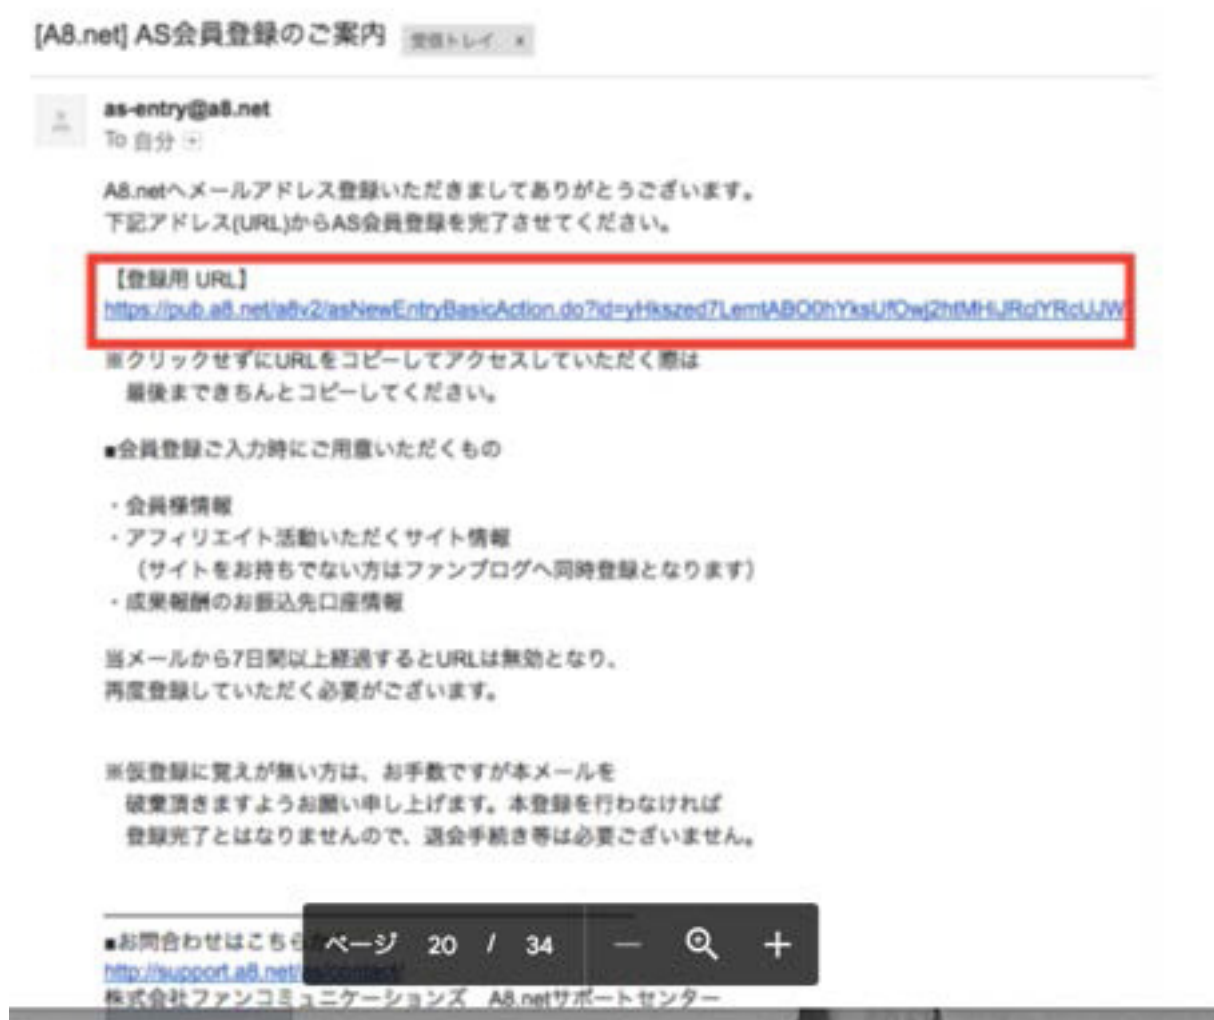 [A8.net] AS会員登録のご案内 受信トレイ x
as-entry@a8.net
To 自分
A8.netへメールアドレス登録いただきましてありがとうございます。
下記アドレス(URL)からAS会員登録を完了させてください。
【登録用 URL】
https://pub.a8.net/a8v2/asNewEntryBasicAction.do?id=
※クリックせずにURLをコピーしてアクセスしていただく際は
最後まできちんとコピーしてください。
■会員登録ご入力時にご用意いただくもの
・会員様情報
・アフィリエイト活動いただくサイト情報
（サイトをお持ちでない方はファンブログへ同時登録となります）
・成果報酬のお振込先口座情報
当メールから7日間以上経過するとURLは無効となり、
再度登録していただく必要がございます。
※仮登録に覚えが無い方は、お手数ですが本メールを
破棄頂きますようお願い申し上げます。本登録を行わなければ
登録完了とはなりませんので、退会手続き等は必要ございません。
■お問合わせはこちら
http://support.a8.net/as/contact/
株式会社ファンコミュニケーションズ A8.netサポートセンター
ページ 20 / 34